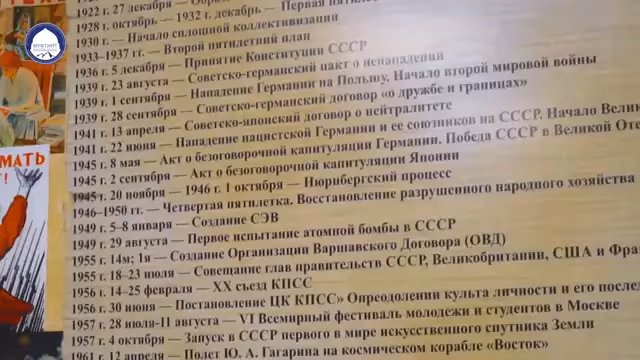 1922 г. 27 декабря —
1928 г. октябрь — 1932 г. декабрь — Первая
1930 г. — Начало сплошной коллективизации
1933–1937 гг. — Второй пятилетний план
1936 г. 5 декабря — Принятие Конституции СССР
1939 г. 23 августа — Советско-германский пакт о ненападении
1939 г. 1 сентября — Нападение Германии на Польшу. Начало второй мировой войны
1939 г. 28 сентября — Советско-германский договор «о дружбе и границах»
1941 г. 13 апреля — Советско-японский договор о нейтралитете
1941 г. 22 июня — Нападение нацистской Германии и ее союзников на СССР. Начало Вели
1945 г. 8 мая — Акт о безоговорочной капитуляции Германии. Победа СССР в Великой Оте
1945 г. 2 сентября — Акт о безоговорочной капитуляции Японии
1945 г. 20 ноября — 1946 г. 1 октября — Нюрнбергский процесс
1946–1950 гг. — Четвертая пятилетка. Восстановление разрушенного народного хозяйства
1949 г. 5–8 января — Создание СЭВ
1949 г. 29 августа — Первое испытание атомной бомбы в СССР
1955 г. 14м; 1я — Создание Организации Варшавского Договора (ОВД)
1955 г. 18–23 июля — Совещание глав правительств СССР, Великобритании, США и Фра
1956 г. 14–25 февраля — XX съезд КПСС
1956 г. 30 июня — Постановление ЦК КПСС» Опреодолении культа личности и его послед
1957 г. 28 июля-11 августа — VI Всемирный фестиваль молодежи и студентов в Москве
1957 г. 4 октября — Запуск в СССР первого в мире искусственного спутника Земли
1961 г. 12 апреля — Полет Ю. А. Гагарина на космическом корабле «Восток»
МАТЬ